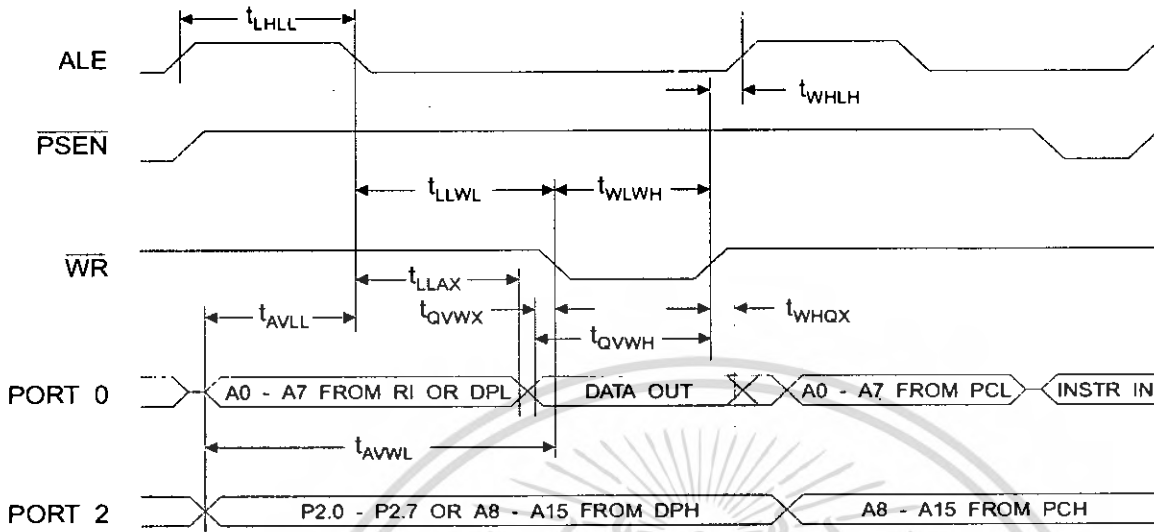 tLHLL
ALE
tWHLH
PSEN
tLLWL
tWLWH
WR
tLLAX
tAVLL
tQVWX
tWHQX
tQVWH
PORT 0
A0 - A7 FROM RI OR DPL
DATA OUT
A0 - A7 FROM PCL
INSTR IN
tAVWL
PORT 2
P2.0 - P2.7 OR A8 - A15 FROM DPH
A8 - A15 FROM PCH